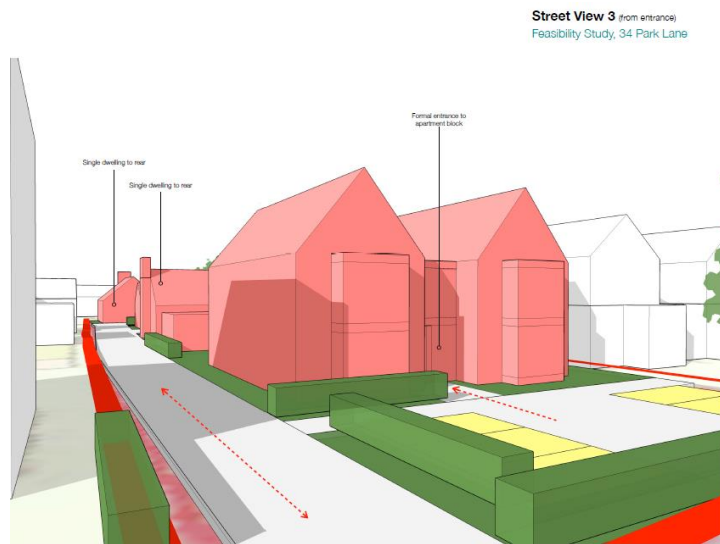 Street View 3 (from entrance)
Feasibility Study, 34 Park Lane
Formal entrance to
apartment block
Single dwelling to rear
Single dwelling to rear